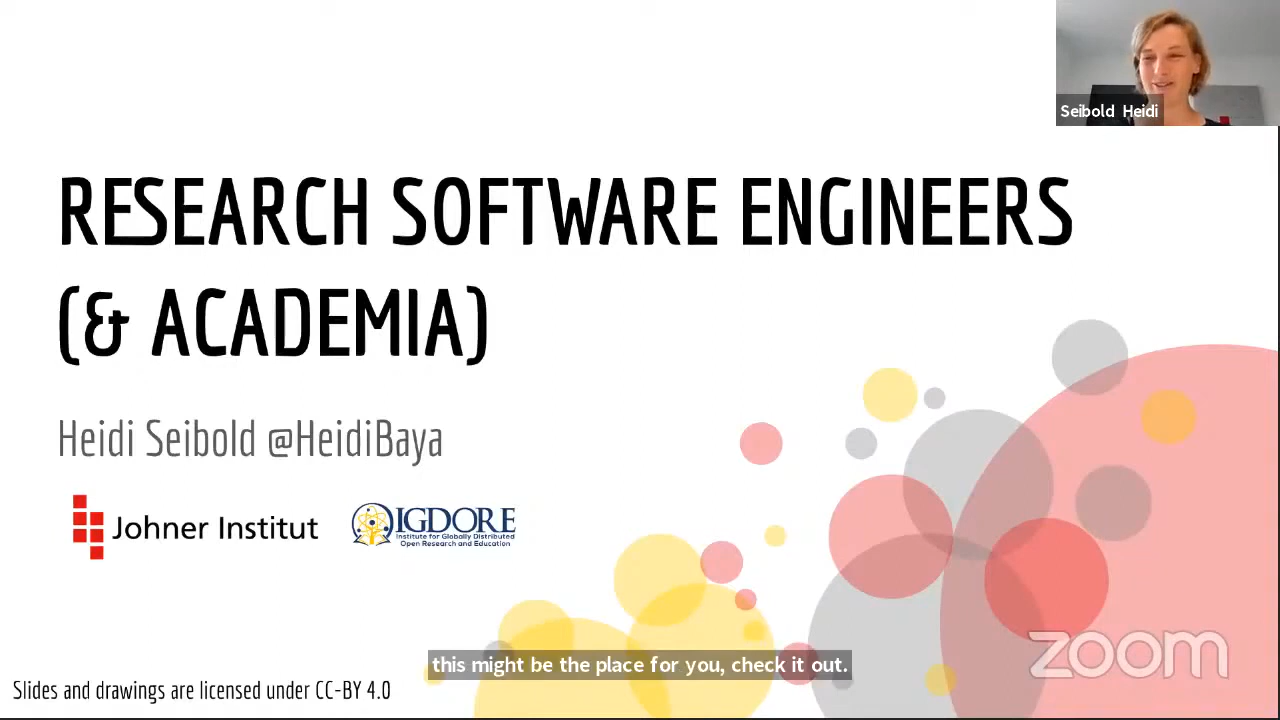 Seibold Heidi
RESEARCH SOFTWARE ENGINEERS
(& ACADEMIA)
Heidi Seibold @HeidiBaya
Johner Institut
IGDORE
Institute for Globally Distributed
Open Research and Education
this might be the place for you, check it out.
zoom
Slides and drawings are licensed under CC-BY 4.0